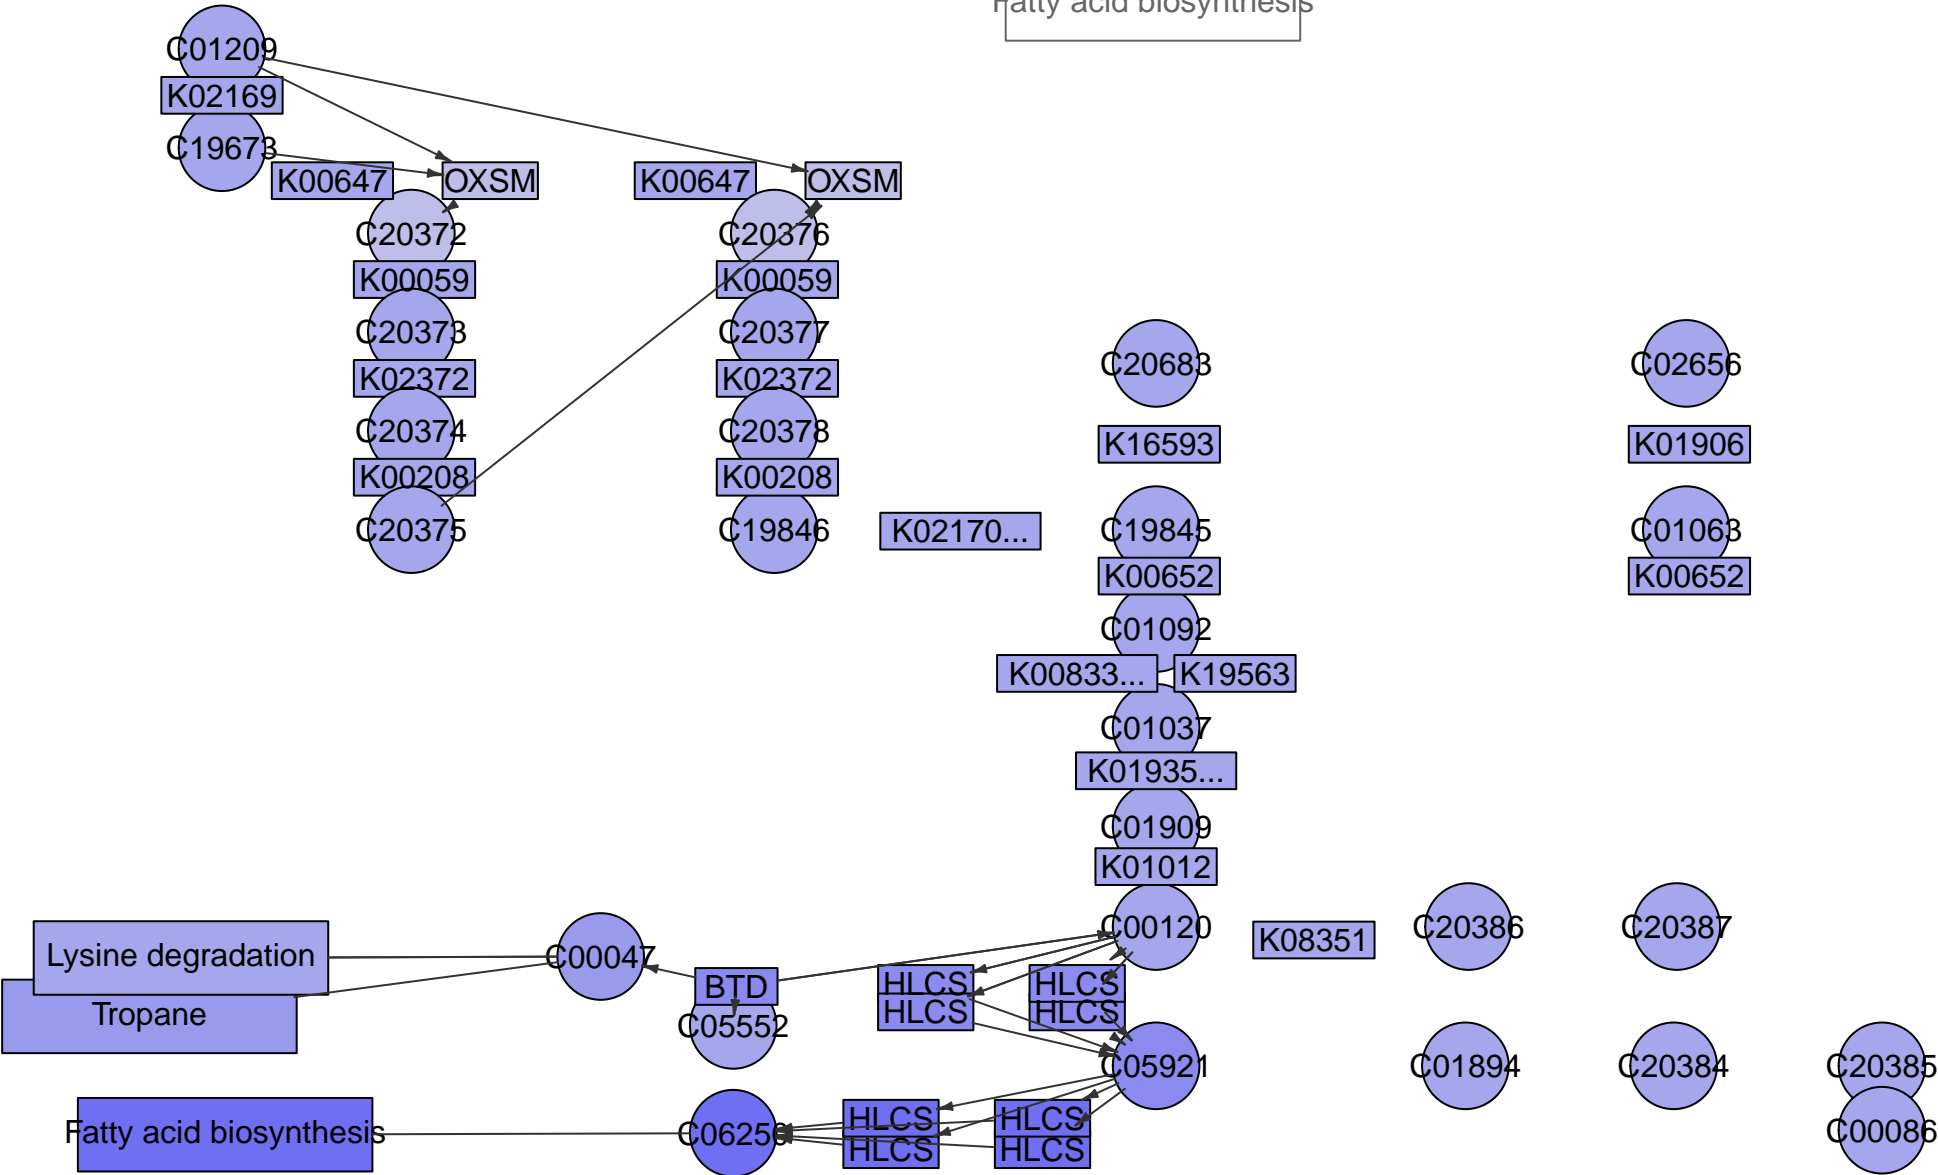 Fatty acid biosynthesis
C01209
K02169
C19673
K00647
OXSM
K00647
OXSM
C20372
C20376
K00059
K00059
C20373
C20377
C20683
C02656
K02372
K02372
C20374
C20378
K16593
K01906
K00208
K00208
C20375
C19846
K02170...
C19845
C01063
K00652
K00652
C01092
K00833...
K19563
C01037
K01935...
C01909
K01012
C00120
K08351
C20386
C20387
Lysine degradation
C00047
BTD
HLCS
HLCS
Tropane
C05552
HLCS
HLCS
C05921
C01894
C20384
C20385
Fatty acid biosynthesis
C06250
HLCS
HLCS
C00086
HLCS
HLCS